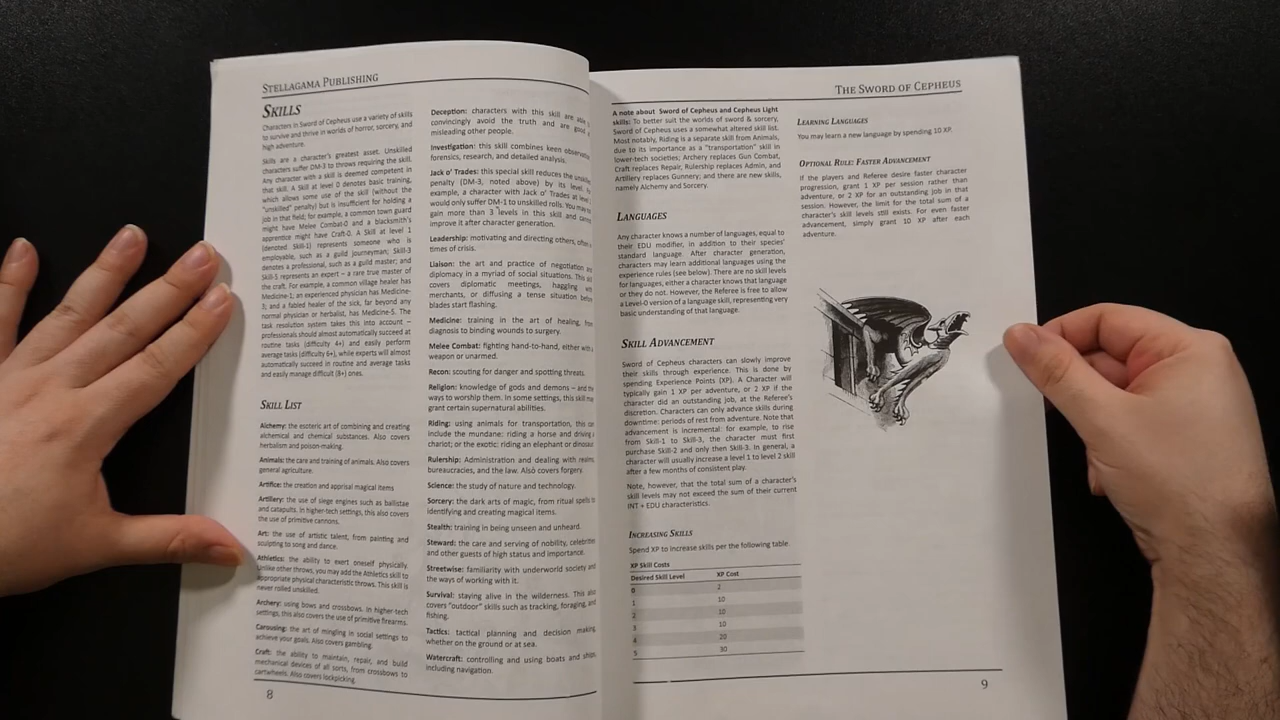 STELLAGAMA PUBLISHING
SKILLS
Characters in Sword of Cepheus use a variety of skills
to survive and thrive in worlds of horror, sorcery, and
high adventure.
Skills are a character's greatest asset. Unskilled
characters suffer DM-3 to throws requiring the skill.
Any character with a skill is deemed competent in
that skill. A Skill at level 0 denotes basic training,
which allows some use of the skill (without the
"unskilled" penalty) but is insufficient for holding a
job in that field; for example, a common town guard
might have Melee Combat-0 and a blacksmith's
apprentice might have Craft-0. A Skill at level 1
(denoted Skill-1) represents someone who is
employable, such as a guild journeyman; Skill-3
denotes a professional, such as a guild master; and
Skill-5 represents an expert – a rare true master of
the craft. For example, a common village healer has
Medicine-1; an experienced physician has Medicine-
3; and a fabled healer of the sick, far beyond any
normal physician or herbalist, has Medicine-5. The
task resolution system takes this into account –
professionals should almost automatically succeed at
routine tasks (difficulty 4+) and easily perform
average tasks (difficulty 6+), while experts will almost
automatically succeed in routine and average tasks
and easily manage difficult (8+) ones.
SKILL LIST
Alchemy: the esoteric art of combining and creating
alchemical and chemical substances. Also covers
herbalism and poison-making.
Animals: the care and training of animals. Also covers
general agriculture.
Artifice: the creation and apprisal magical items
Artillery: the use of siege engines such as ballistae
and catapults. In higher-tech settings, this also covers
the use of primitive cannons.
Art: the use of artistic talent, from painting and
sculpting to song and dance.
Athletics: the ability to exert oneself physically.
Unlike other throws, you may add the Athletics skill to
appropriate physical characteristic throws. This skill is
never rolled unskilled.
Archery: using bows and crossbows. In higher-tech
settings, this also covers the use of primitive firearms.
Carousing: the art of mingling in social settings to
achieve your goals. Also covers gambling.
Craft: the ability to maintain, repair, and build
mechanical devices of all sorts, from crossbows to
cartwheels. Also covers lockpicking.
Deception: characters with this skill are able
convincingly avoid the truth and are good
misleading other people.
Investigation: this skill combines keen
forensics, research, and detailed analysis.
Jack o' Trades: this special skill reduces the
penalty (DM-3, noted above) by its level.
example, a character with Jack o' Trades at
would only suffer DM-1 to unskilled rolls. You may
gain more than 3 levels in this skill and
improve it after character generation.
Leadership: motivating and directing others, often
times of crisis.
Liaison: the art and practice of negotiation
diplomacy in a myriad of social situations. This
covers diplomatic meetings, haggling with
merchants, or diffusing a tense situation before
blades start flashing.
Medicine: training in the art of healing, from
diagnosis to binding wounds to surgery.
Melee Combat: fighting hand-to-hand, either with a
weapon or unarmed.
Recon: scouting for danger and spotting threats.
Religion: knowledge of gods and demons – and the
ways to worship them. In some settings, this skill
grant certain supernatural abilities.
Riding: using animals for transportation, this can
include the mundane: riding a horse and driving a
chariot; or the exotic: riding an elephant or dinosaur.
Rulership: Administration and dealing with realms,
bureaucracies, and the law. Also covers forgery.
Science: the study of nature and technology.
Sorcery: the dark arts of magic, from ritual spells to
identifying and creating magical items.
Stealth: training in being unseen and unheard.
Steward: the care and serving of nobility, celebrities
and other guests of high status and importance.
Streetwise: familiarity with underworld society and
the ways of working with it.
Survival: staying alive in the wilderness. This also
covers "outdoor" skills such as tracking, foraging, and
fishing.
Tactics: tactical planning and decision making
whether on the ground or at sea.
Watercraft: controlling and using boats and ships,
including navigation.
8
THE SWORD OF CEPHEUS
A note about Sword of Cepheus and Cepheus Light
skills: To better suit the worlds of sword & sorcery,
Sword of Cepheus uses a somewhat altered skill list.
Most notably, Riding is a separate skill from Animals,
due to its importance as a "transportation" skill in
lower-tech societies; Archery replaces Gun Combat,
Craft replaces Repair, Rulership replaces Admin, and
Artillery replaces Gunnery; and there are new skills,
namely Alchemy and Sorcery.
LANGUAGES
Any character knows a number of languages, equal to
their EDU modifier, in addition to their species'
standard language. After character generation,
characters may learn additional languages using the
experience rules (see below). There are no skill levels
for languages, either a character knows that language
or they do not. However, the Referee is free to allow
a Level-0 version of a language skill, representing very
basic understanding of that language.
SKILL ADVANCEMENT
Sword of Cepheus characters can slowly improve
their skills through experience. This is done by
spending Experience Points (XP). A Character will
typically gain 1 XP per adventure, or 2 XP if the
character did an outstanding job, at the Referee's
discretion. Characters can only advance skills during
downtime: periods of rest from adventure. Note that
advancement is incremental: for example, to rise
from Skill-1 to Skill-3, the character must first
purchase Skill-2 and only then Skill-3. In general, a
character will usually increase a level 1 to level 2 skill
after a few months of consistent play.
Note, however, that the total sum of a character's
skill levels may not exceed the sum of their current
INT + EDU characteristics.
INCREASING SKILLS
Spend XP to increase skills per the following table.
XP Skill Costs
Desired Skill Level XP Cost
0 2
1 10
2 10
3 10
4 20
5 30
LEARNING LANGUAGES
You may learn a new language by spending 10 XP.
OPTIONAL RULE: FASTER ADVANCEMENT
If the players and Referee desire faster character
progression, grant 1 XP per session rather than
adventure, or 2 XP for an outstanding job in that
session. However, the limit for the total sum of a
character's skill levels still exists. For even faster
advancement, simply grant 10 XP after each
adventure.
9